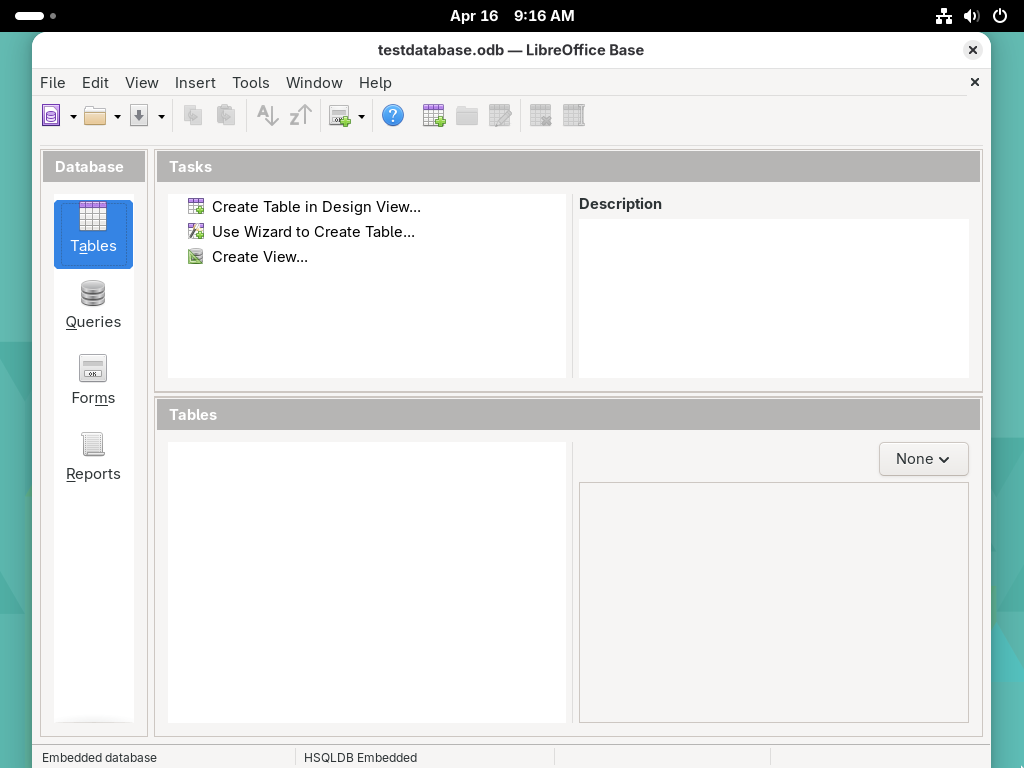 Apr 16 9:16 AM
testdatabase.odb — LibreOffice Base
File Edit View Insert Tools Window Help
Database
Tables
Queries
Forms
Reports
Tasks
Create Table in Design View...
Use Wizard to Create Table...
Create View...
Description
Tables
None
Embedded database
HSQLDB Embedded